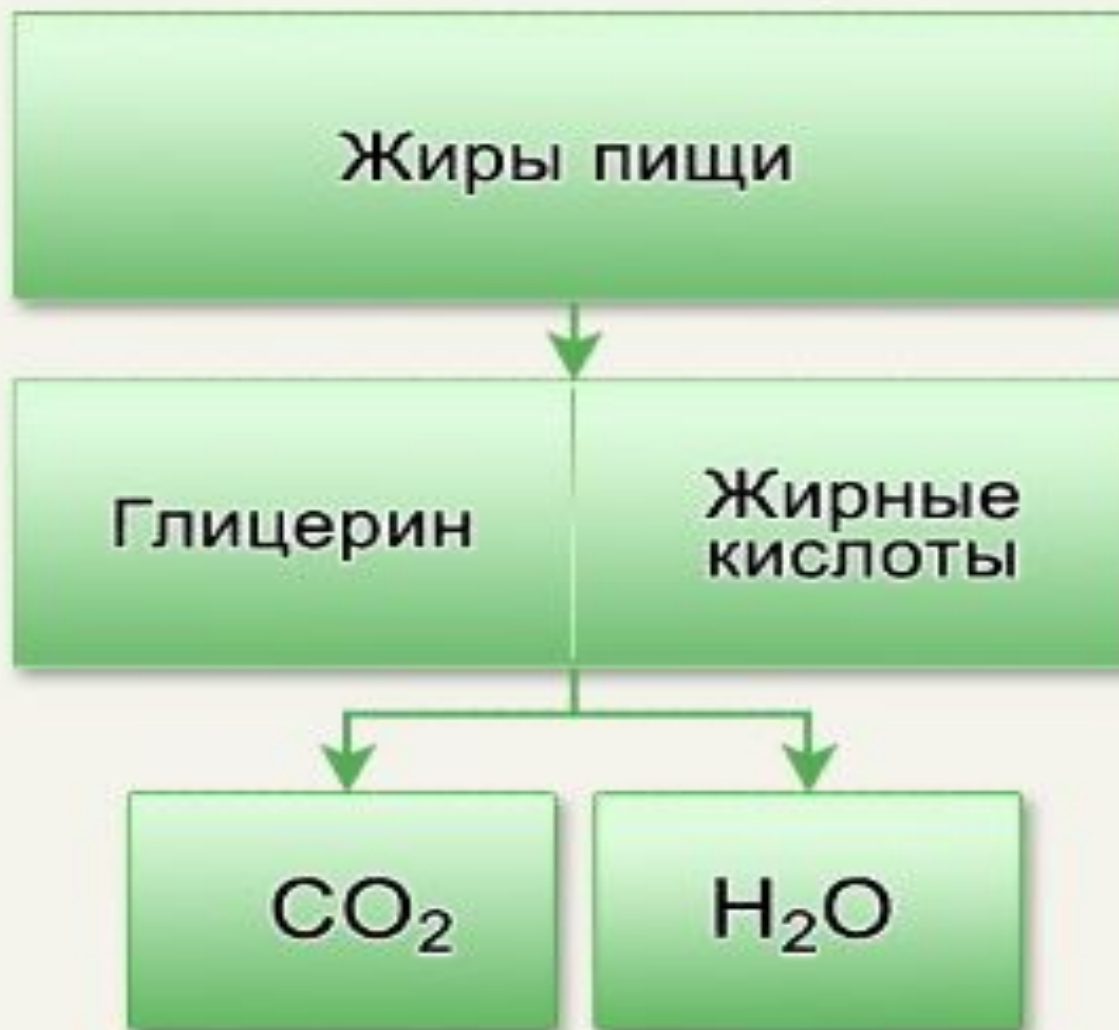 Жиры пищи
Глицерин
Жирные
кислоты
CO₂
H₂O